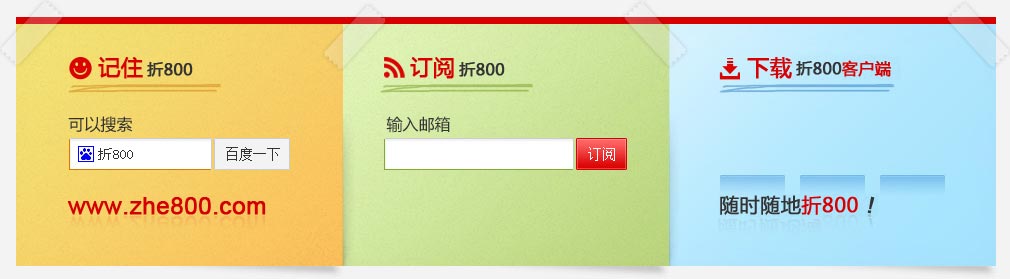 记住 折800
可以搜索
折800 百度一下
www.zhe800.com
订阅 折800
输入邮箱
订阅
下载 折800客户端
随时随地折800！